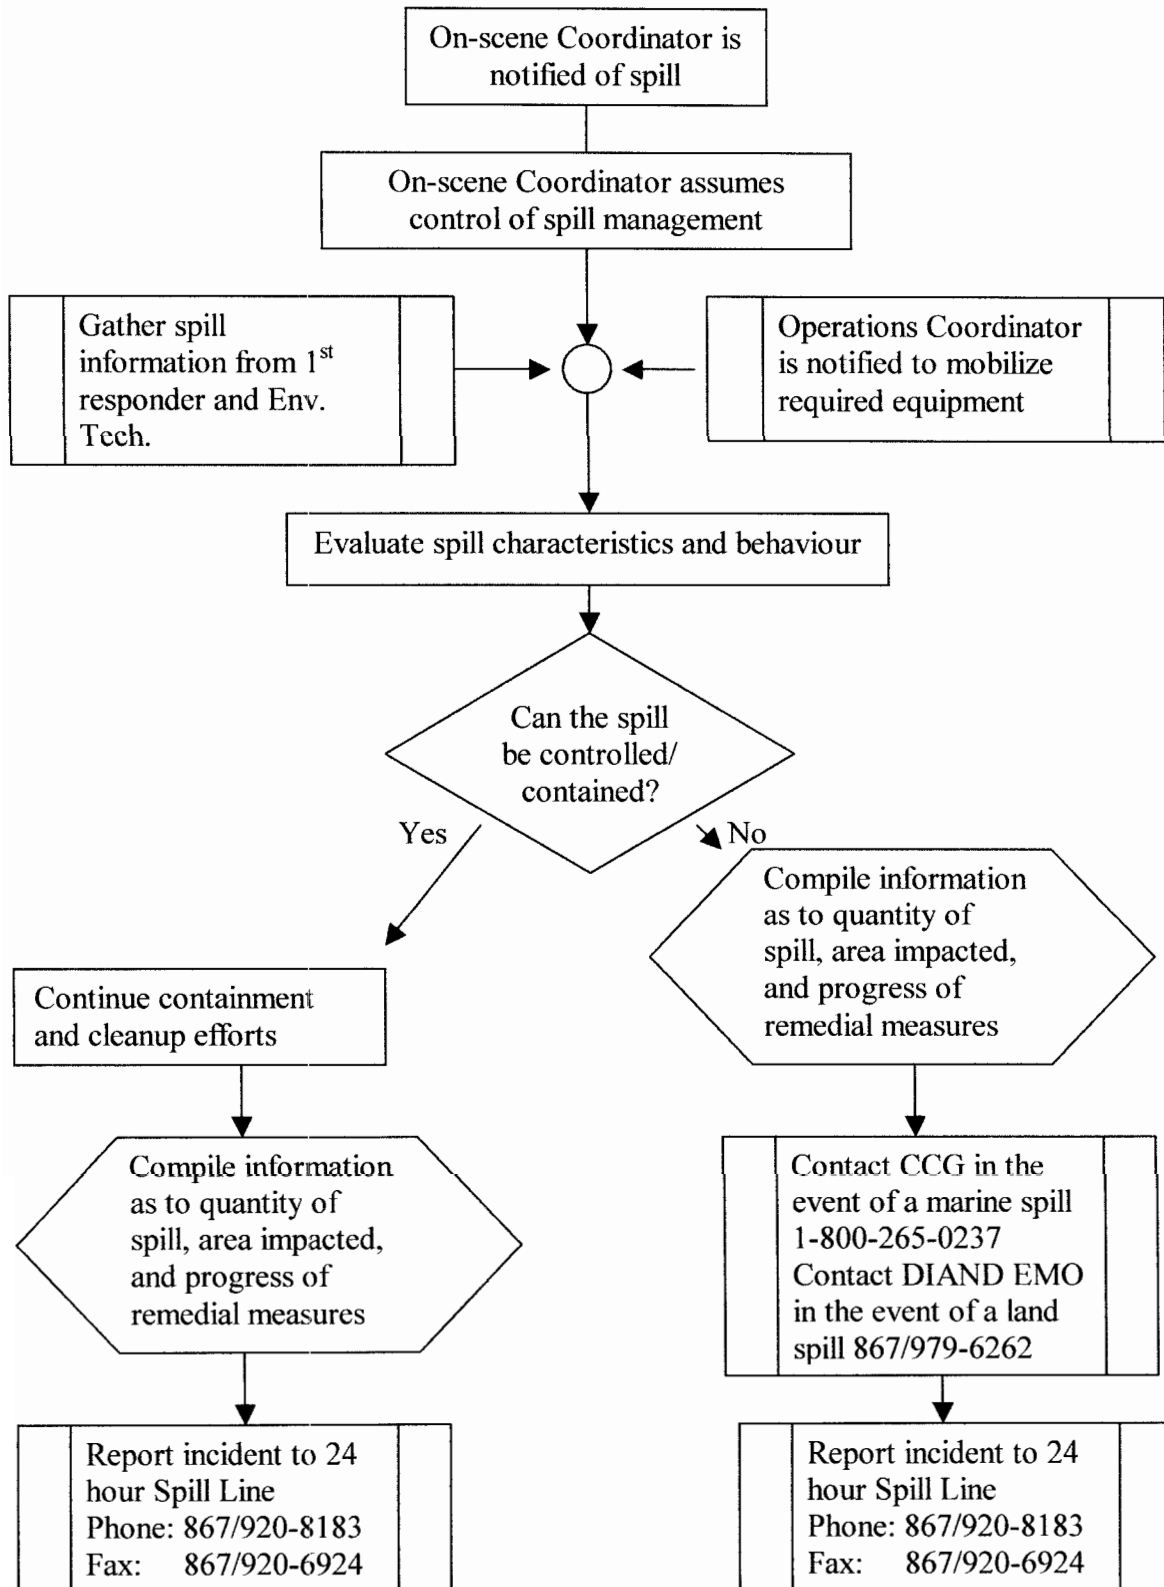 On-scene Coordinator is
notified of spill
On-scene Coordinator assumes
control of spill management
Gather spill
information from 1st
responder and Env.
Tech.
Operations Coordinator
is notified to mobilize
required equipment
Evaluate spill characteristics and behaviour
Can the spill
be controlled/
contained?
Yes
No
Continue containment
and cleanup efforts
Compile information
as to quantity of
spill, area impacted,
and progress of
remedial measures
Compile information
as to quantity of
spill, area impacted,
and progress of
remedial measures
Contact CCG in the
event of a marine spill
1-800-265-0237
Contact DIAND EMO
in the event of a land
spill 867/979-6262
Report incident to 24
hour Spill Line
Phone: 867/920-8183
Fax: 867/920-6924
Report incident to 24
hour Spill Line
Phone: 867/920-8183
Fax: 867/920-6924